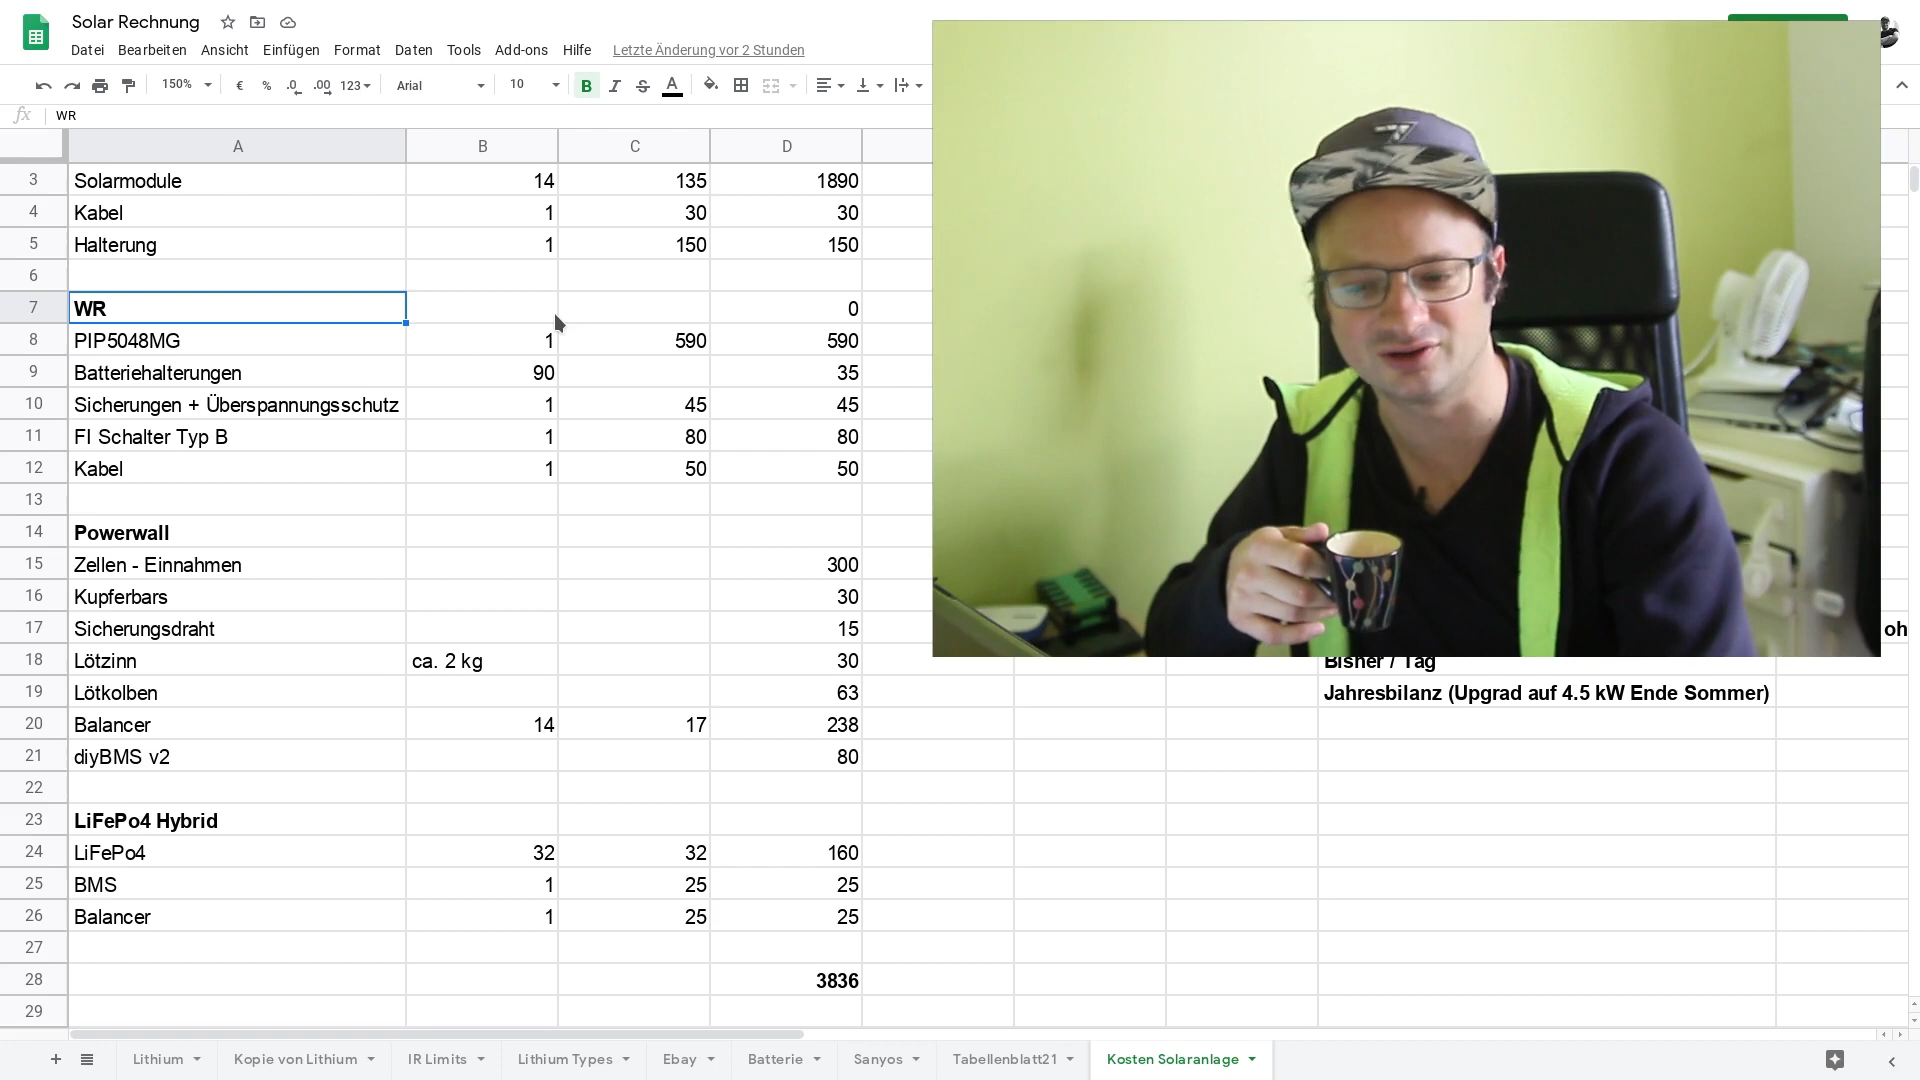 Solar Rechnung
Datei Bearbeiten Ansicht Einfügen Format Daten Tools Add-ons Hilfe Letzte Änderung vor 2 Stunden
150% € % .0 .00 123 Arial 10 B I S A
fx WR
A B C D
3 Solarmodule 14 135 1890
4 Kabel 1 30 30
5 Halterung 1 150 150
6
7 WR 0
8 PIP5048MG 1 590 590
9 Batteriehalterungen 90 35
10 Sicherungen + Überspannungsschutz 1 45 45
11 FI Schalter Typ B 1 80 80
12 Kabel 1 50 50
13
14 Powerwall
15 Zellen - Einnahmen 300
16 Kupferbars 30
17 Sicherungsdraht 15 oh
18 Lötzinn ca. 2 kg 30 Bisher / Tag
19 Lötkolben 63 Jahresbilanz (Upgrad auf 4.5 kW Ende Sommer)
20 Balancer 14 17 238
21 diyBMS v2 80
22
23 LiFePo4 Hybrid
24 LiFePo4 32 32 160
25 BMS 1 25 25
26 Balancer 1 25 25
27
28 3836
29
Lithium Kopie von Lithium IR Limits Lithium Types Ebay Batterie Sanyos Tabellenblatt21 Kosten Solaranlage